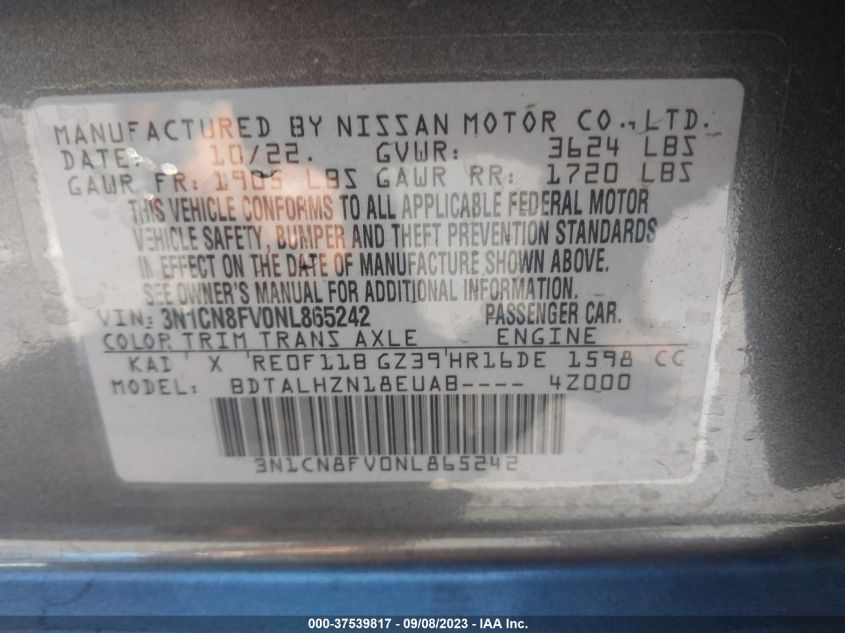 MANUFACTURED BY NISSAN MOTOR CO., LTD.
DATE: 10/22. GVWR: 3624 LBS
GAWR FR: 1905 LBS GAWR RR: 1720 LBS
THIS VEHICLE CONFORMS TO ALL APPLICABLE FEDERAL MOTOR
VEHICLE SAFETY, BUMPER AND THEFT PREVENTION STANDARDS
IN EFFECT ON THE DATE OF MANUFACTURE SHOWN ABOVE.
SEE OWNER'S MANUAL FOR ADDITIONAL INFORMATION.
VIN: 3N1CN8FV0NL865242 PASSENGER CAR.
COLOR TRIM TRANS AXLE ENGINE
KAD X RE0F11B GZ39 HR16DE 1598 CC
MODEL: BDTALHZN18EUAB---- 4Z000
3N1CN8FV0NL865242
000-37539817 - 09/08/2023 - IAA Inc.